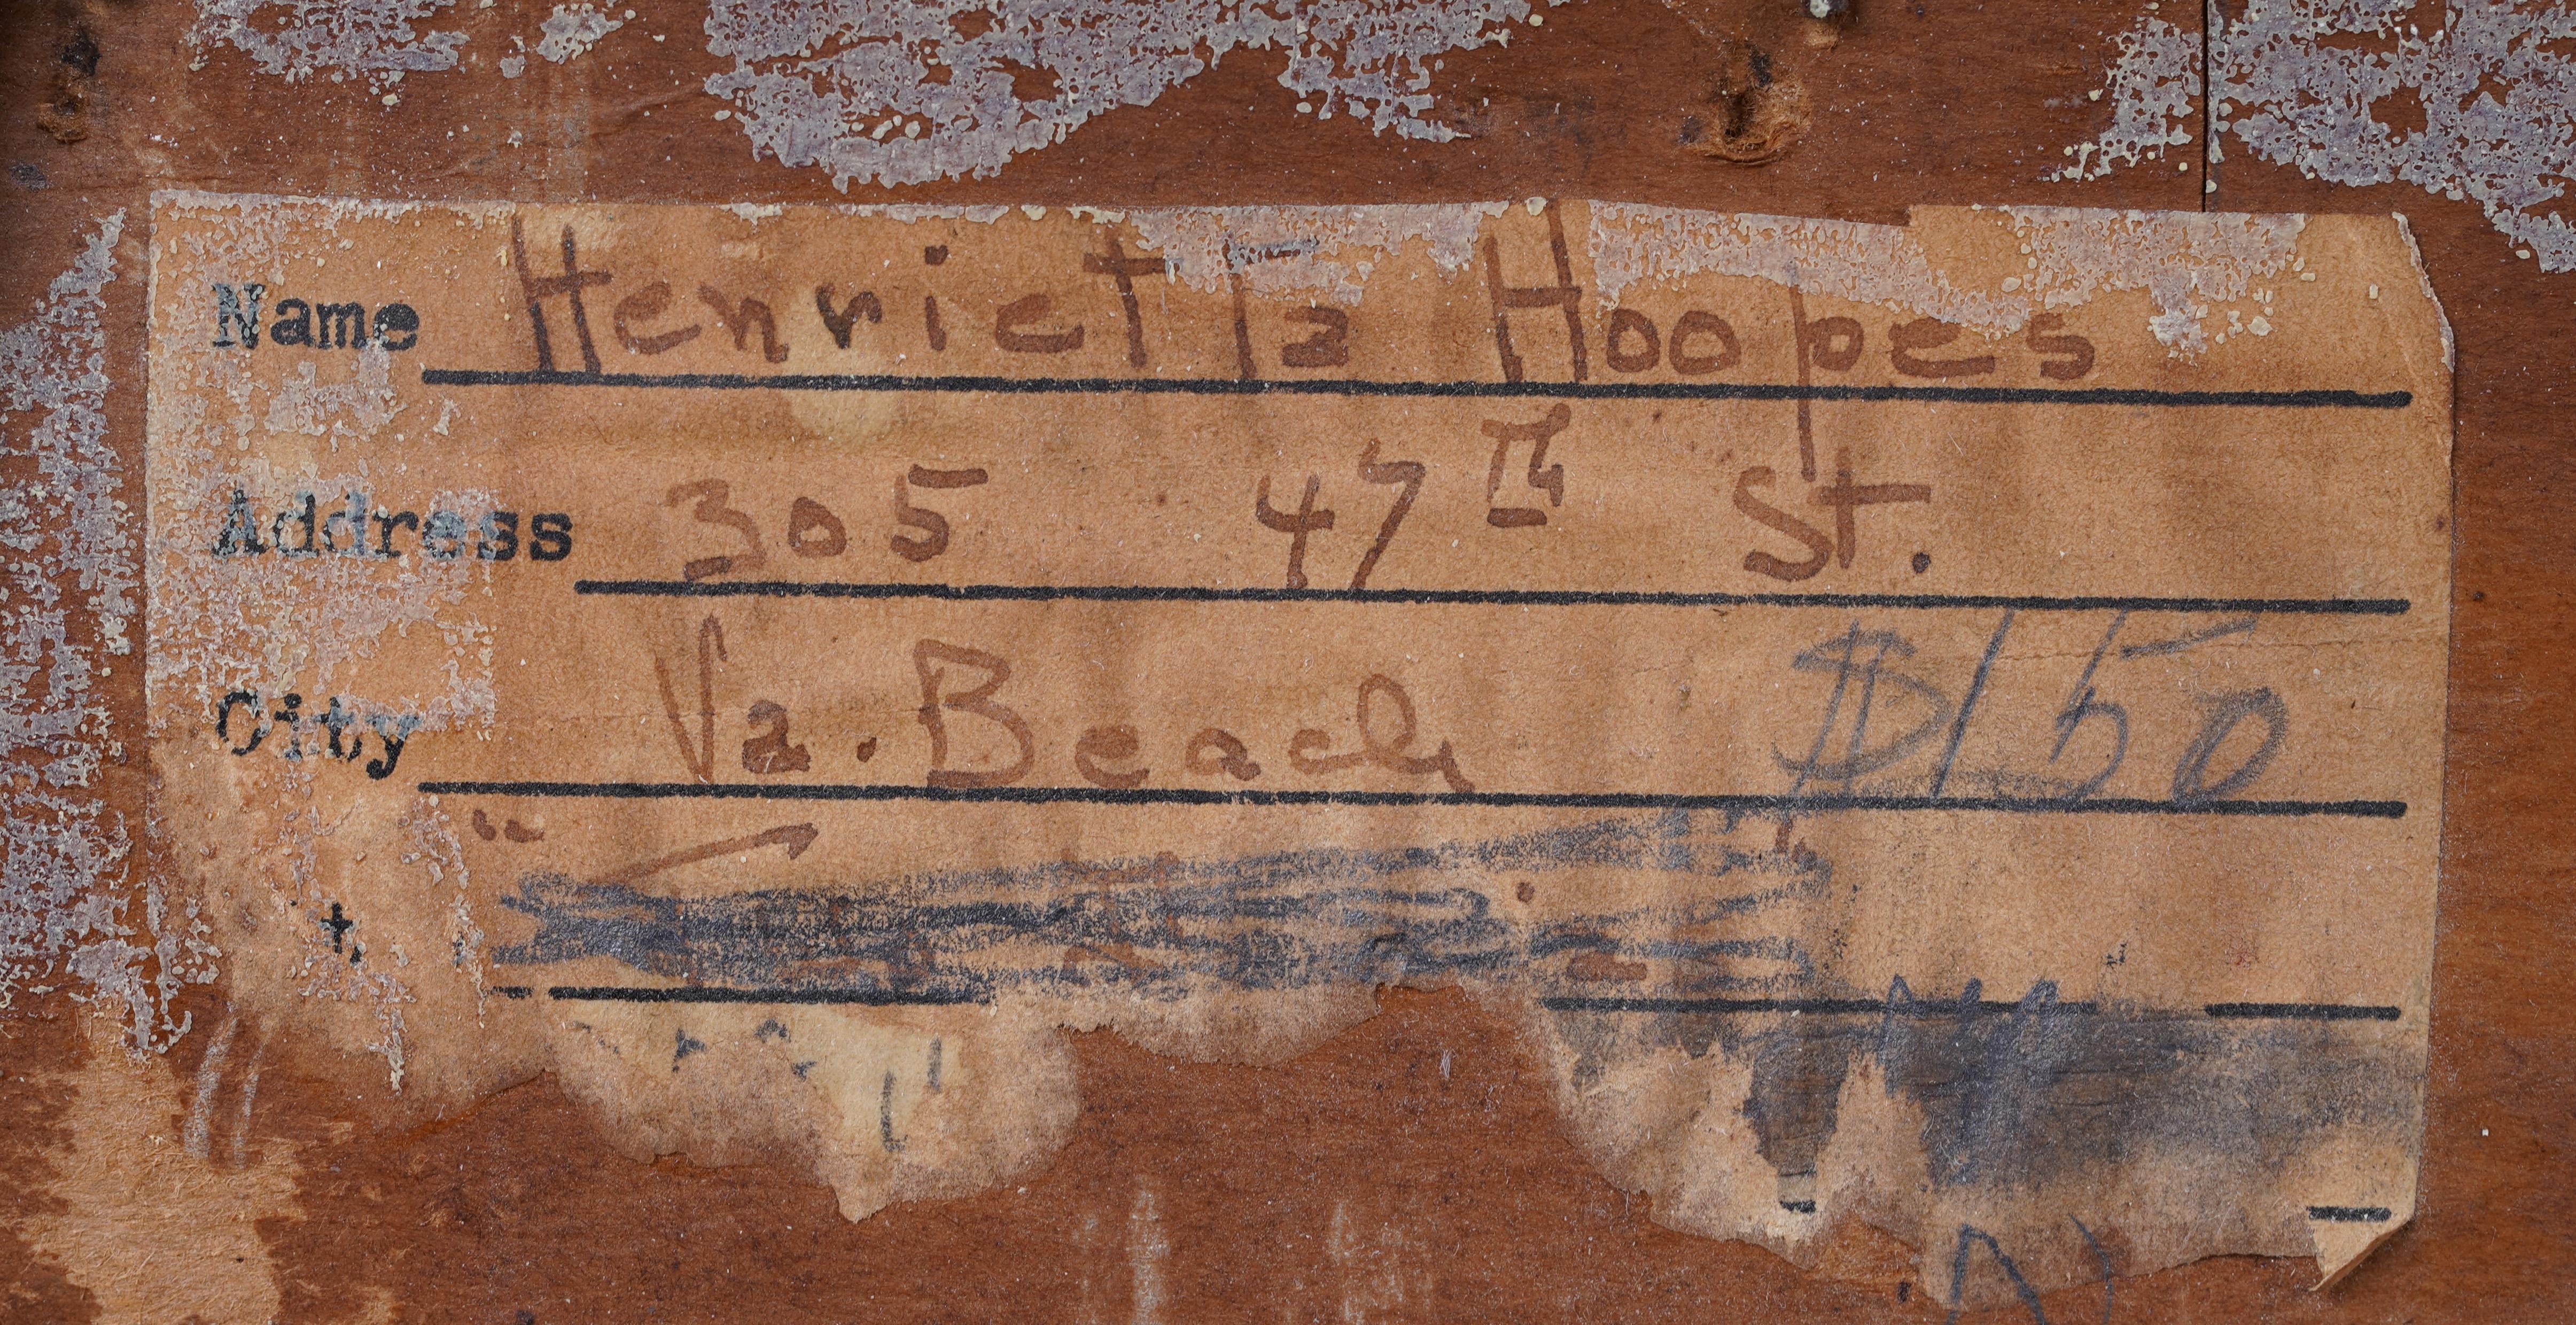 Name Henrietta Hoopes
Address 305 47th St.
City Va. Beach
$150